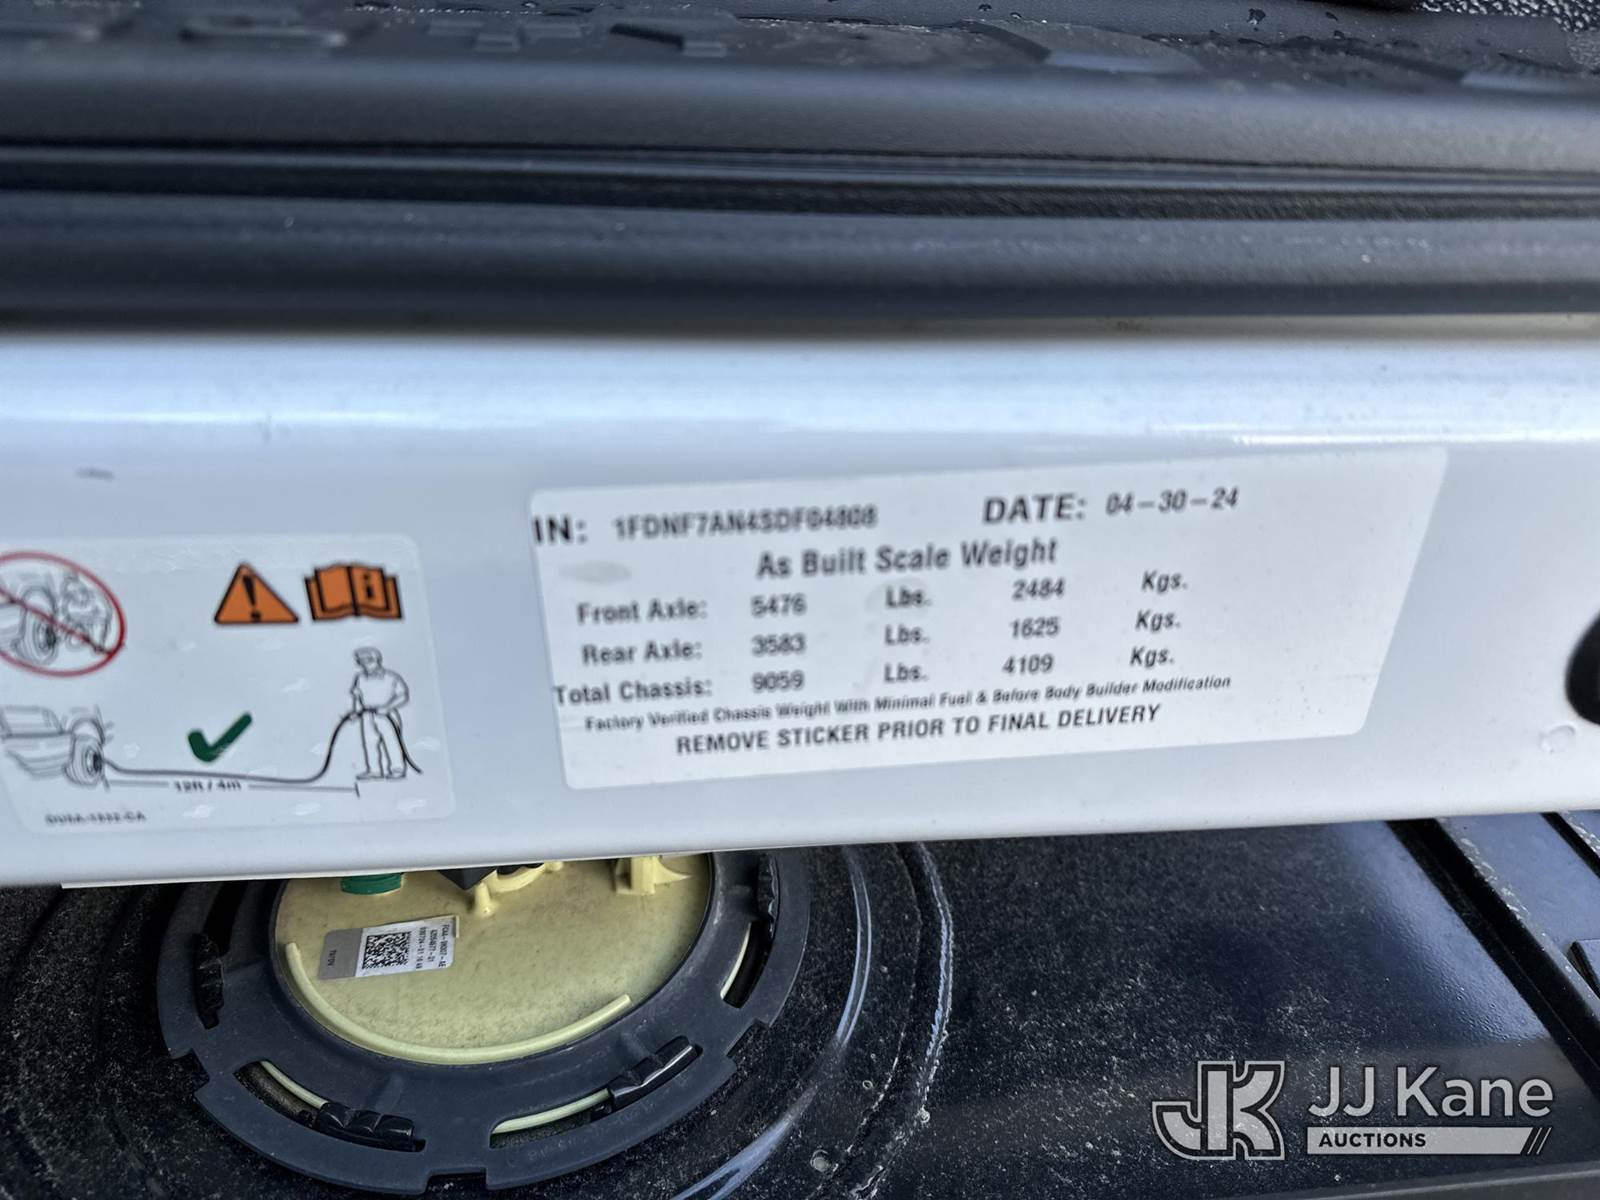 IN: 1FDNF7AN4SDF04808 DATE: 04-30-24
As Built Scale Weight
Front Axle: 5476 Lbs. 2484 Kgs.
Rear Axle: 3583 Lbs. 1625 Kgs.
Total Chassis: 9059 Lbs. 4109 Kgs.
Factory Verified Chassis Weight With Minimal Fuel & Before Body Builder Modification
REMOVE STICKER PRIOR TO FINAL DELIVERY
12ft / 4m
JK JJ Kane
AUCTIONS